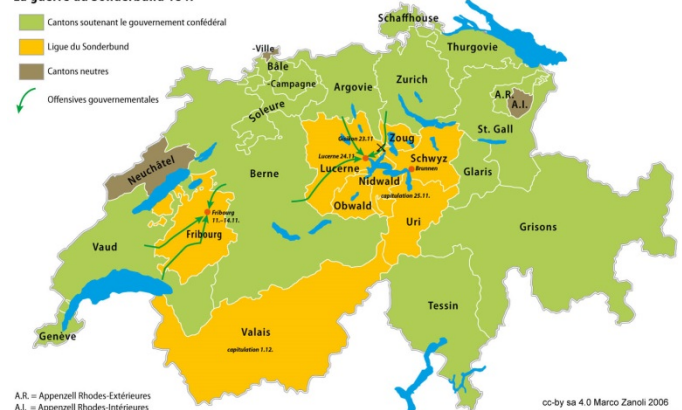 Cantons soutenant le gouvernement confédéral
Ligue du Sonderbund
Cantons neutres
Offensives gouvernementales
Schaffhouse
Thurgovie
-Ville
Bâle
-Campagne
Argovie
Zurich
Soleure
A.R.
A.I.
St. Gall
Gislikon 23.11
Zoug
Lucerne 24.11.
Lucerne
Schwyz
Brunnen
Neuchâtel
Berne
Nidwald
capitulation 25.11.
Glaris
Obwald
Uri
Fribourg
11.–14.11.
Fribourg
Grisons
Vaud
Tessin
Genève
Valais
capitulation 1.12.
A.R. = Appenzell Rhodes-Extérieures
A.I. = Appenzell Rhodes-Intérieures
cc-by sa 4.0 Marco Zanoli 2006